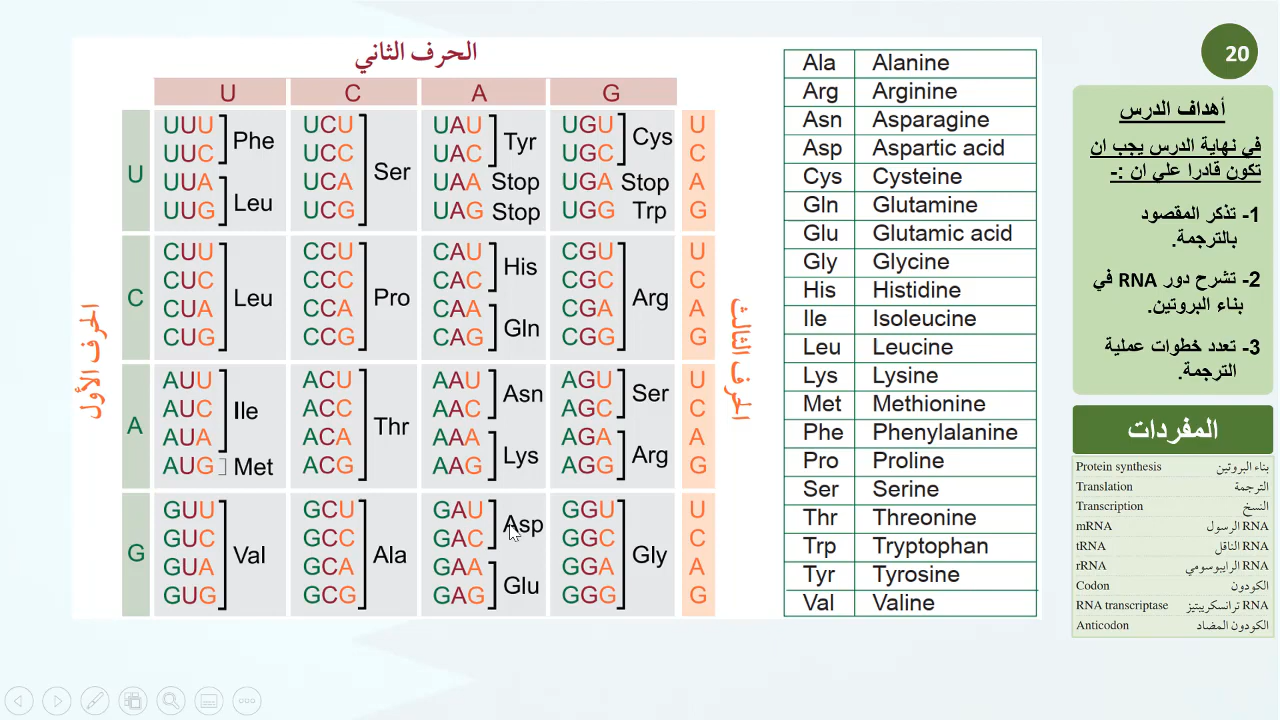 20
الحرف الثاني
U C A G
الحرف الأول
الحرف الثالث
U
UUU
UUC
Phe
UUA
UUG
Leu
UCU
UCC
UCA
UCG
Ser
UAU
UAC
Tyr
UAA Stop
UAG Stop
UGU
UGC
Cys
UGA Stop
UGG Trp
U
C
A
G
C
CUU
CUC
CUA
CUG
Leu
CCU
CCC
CCA
CCG
Pro
CAU
CAC
His
CAA
CAG
Gln
CGU
CGC
CGA
CGG
Arg
U
C
A
G
A
AUU
AUC
AUA
Ile
AUG Met
ACU
ACC
ACA
ACG
Thr
AAU
AAC
Asn
AAA
AAG
Lys
AGU
AGC
Ser
AGA
AGG
Arg
U
C
A
G
G
GUU
GUC
GUA
GUG
Val
GCU
GCC
GCA
GCG
Ala
GAU
GAC
Asp
GAA
GAG
Glu
GGU
GGC
GGA
GGG
Gly
U
C
A
G
Ala Alanine
Arg Arginine
Asn Asparagine
Asp Aspartic acid
Cys Cysteine
Gln Glutamine
Glu Glutamic acid
Gly Glycine
His Histidine
Ile Isoleucine
Leu Leucine
Lys Lysine
Met Methionine
Phe Phenylalanine
Pro Proline
Ser Serine
Thr Threonine
Trp Tryptophan
Tyr Tyrosine
Val Valine
أهداف الدرس
في نهاية الدرس يجب ان
تكون قادرا علي ان :-
1- تذكر المقصود
بالترجمة.
2- تشرح دور RNA في
بناء البروتين.
3- تعدد خطوات عملية
الترجمة.
المفردات
Protein synthesis بناء البروتين
Translation الترجمة
Transcription النسخ
mRNA RNA الرسول
tRNA RNA الناقل
rRNA RNA الرايبوسومي
Codon الكودون
RNA transcriptase RNA ترانسكريبتيز
Anticodon الكودون المضاد